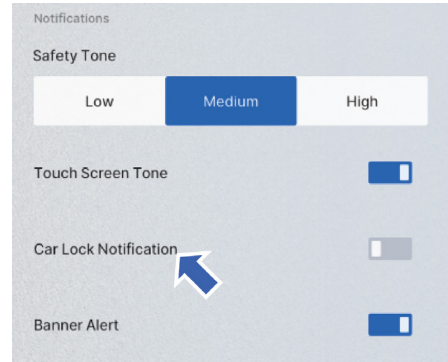 Notifications
Safety Tone
Low Medium High
Touch Screen Tone
Car Lock Notification
Banner Alert